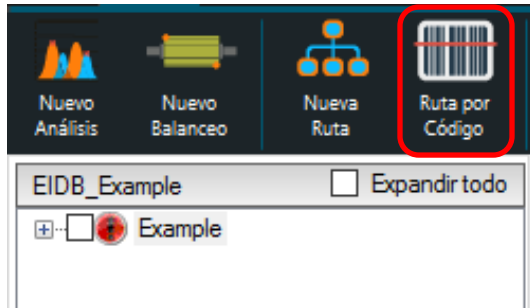 Nuevo Análisis
Nuevo Balanceo
Nueva Ruta
Ruta por Código
EIDB_Example
Expandir todo
Example